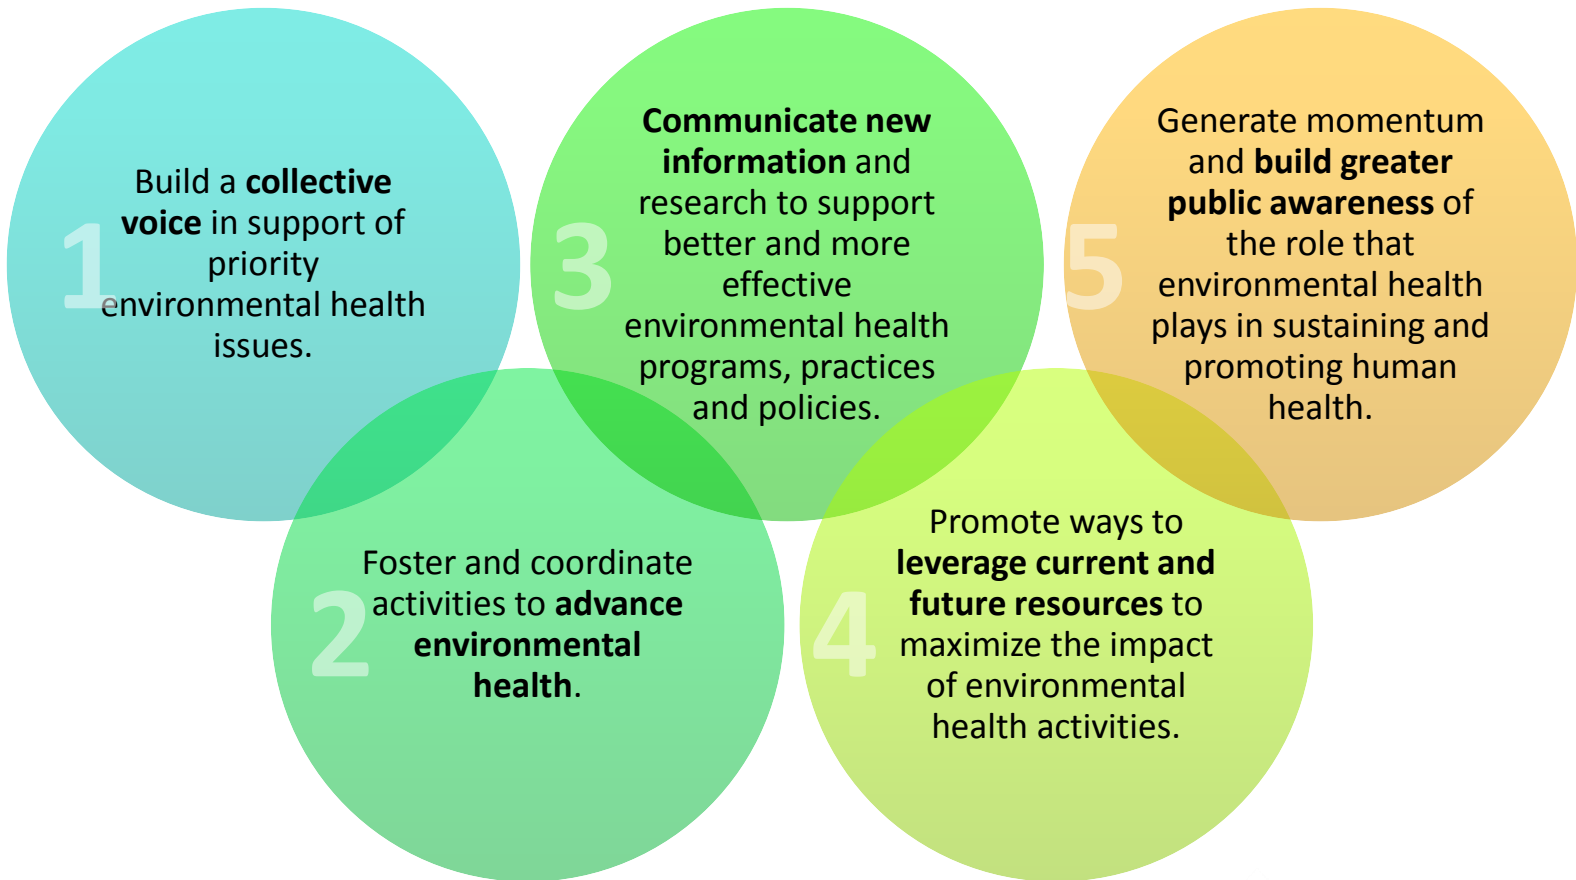 1
Build a collective
voice in support of
priority
environmental health
issues.
2
Foster and coordinate
activities to advance
environmental
health.
3
Communicate new
information and
research to support
better and more
effective
environmental health
programs, practices
and policies.
4
Promote ways to
leverage current and
future resources to
maximize the impact
of environmental
health activities.
5
Generate momentum
and build greater
public awareness of
the role that
environmental health
plays in sustaining and
promoting human
health.